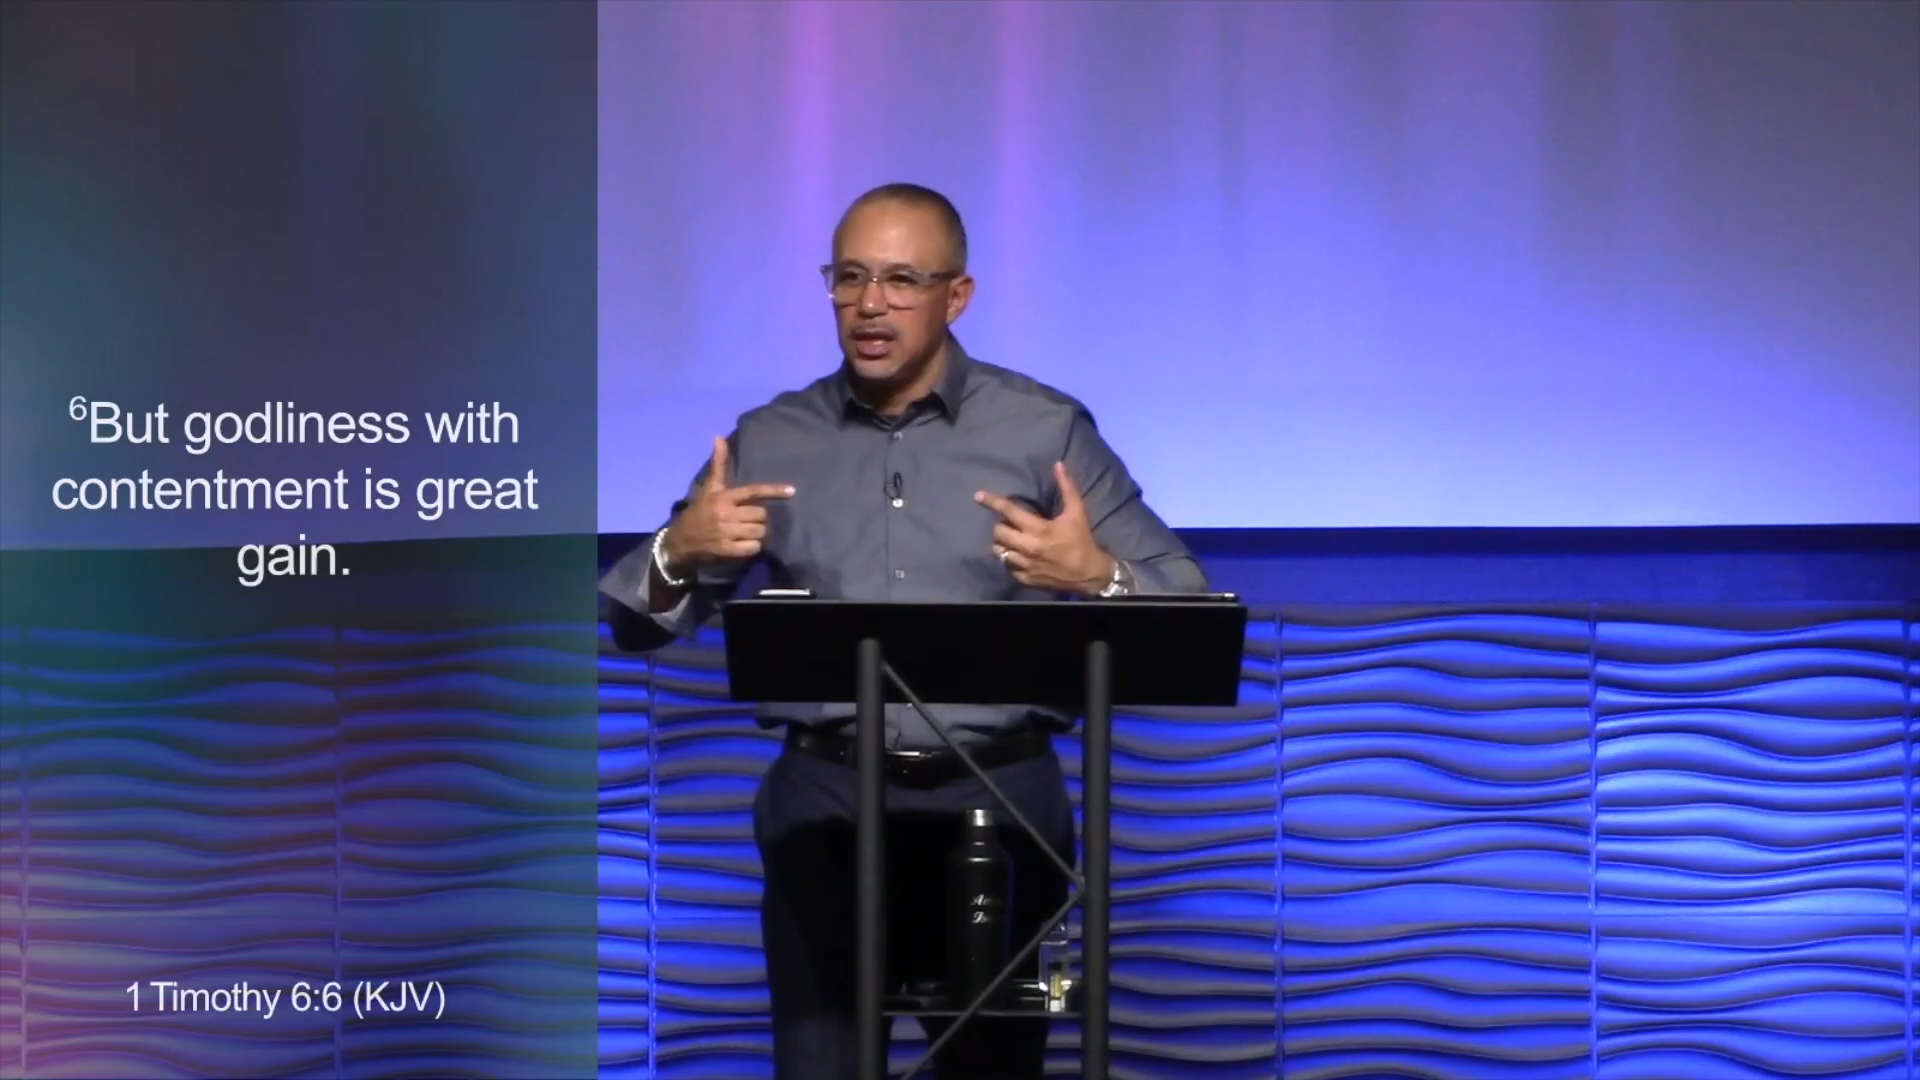 ⁶But godliness with
contentment is great
gain.
1 Timothy 6:6 (KJV)